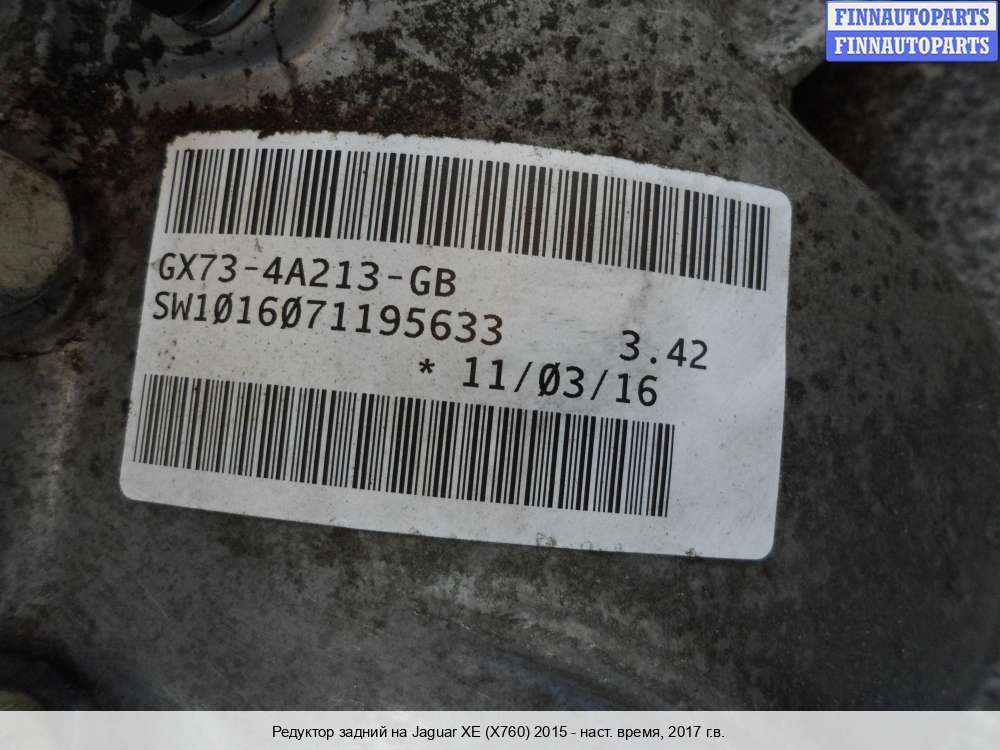 FINNAUTOPARTS
FINNAUTOPARTS
GX73-4A213-GB
SW1Ø16Ø71195633
3.42
* 11/Ø3/16
Редуктор задний на Jaguar XE (X760) 2015 - наст. время, 2017 г.в.